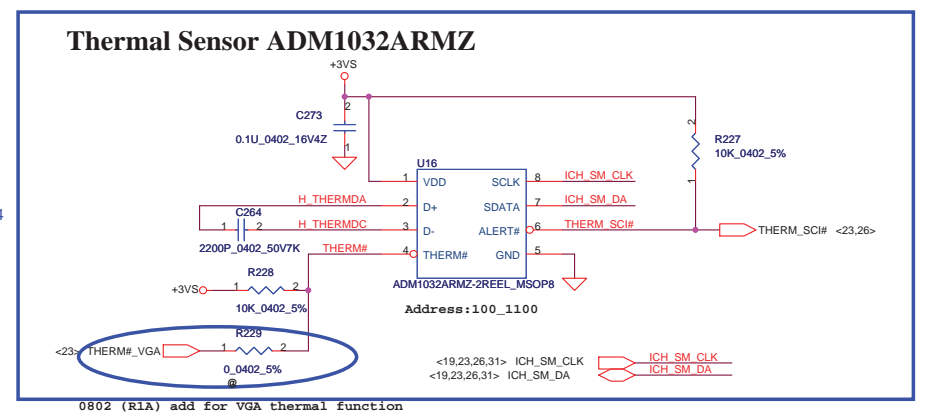 Thermal Sensor ADM1032ARMZ
+3VS
C273
2
0.1U_0402_16V4Z
1
2
R227
10K_0402_5%
1
U16
1 VDD SCLK 8 ICH_SM_CLK
H_THERMDA 2 D+ SDATA 7 ICH_SM_DA
C264
1 2 H_THERMDC 3 D- ALERT# 6 THERM_SCI# THERM_SCI# <23,26>
2200P_0402_50V7K
THERM# 4 THERM# GND 5
ADM1032ARMZ-2REEL_MSOP8
R228
+3VS 1 2
10K_0402_5%
Address:100_1100
R229
<23> THERM#_VGA 1 2
0_0402_5%
@
<19,23,26,31> ICH_SM_CLK ICH_SM_CLK
<19,23,26,31> ICH_SM_DA ICH_SM_DA
0802 (R1A) add for VGA thermal function
4